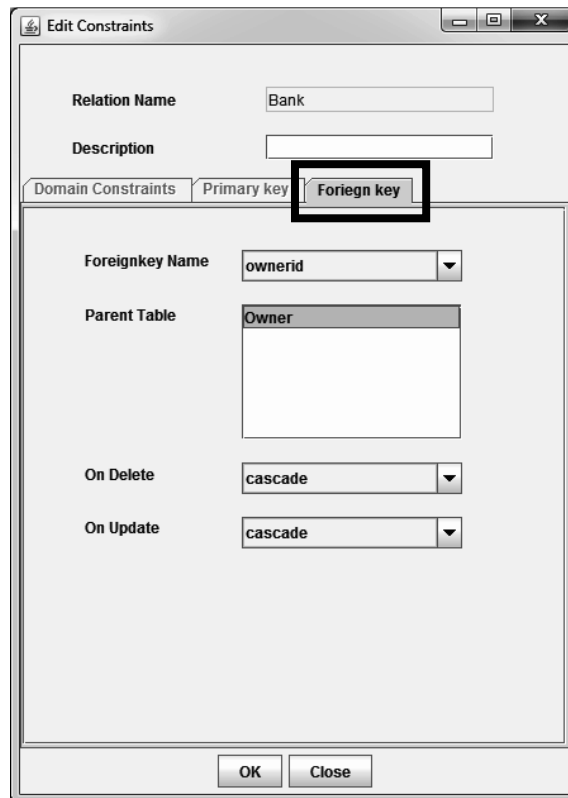 Edit Constraints
Relation Name Bank
Description
Domain Constraints Primary key Foriegn key
Foreignkey Name ownerid
Parent Table Owner
On Delete cascade
On Update cascade
OK Close